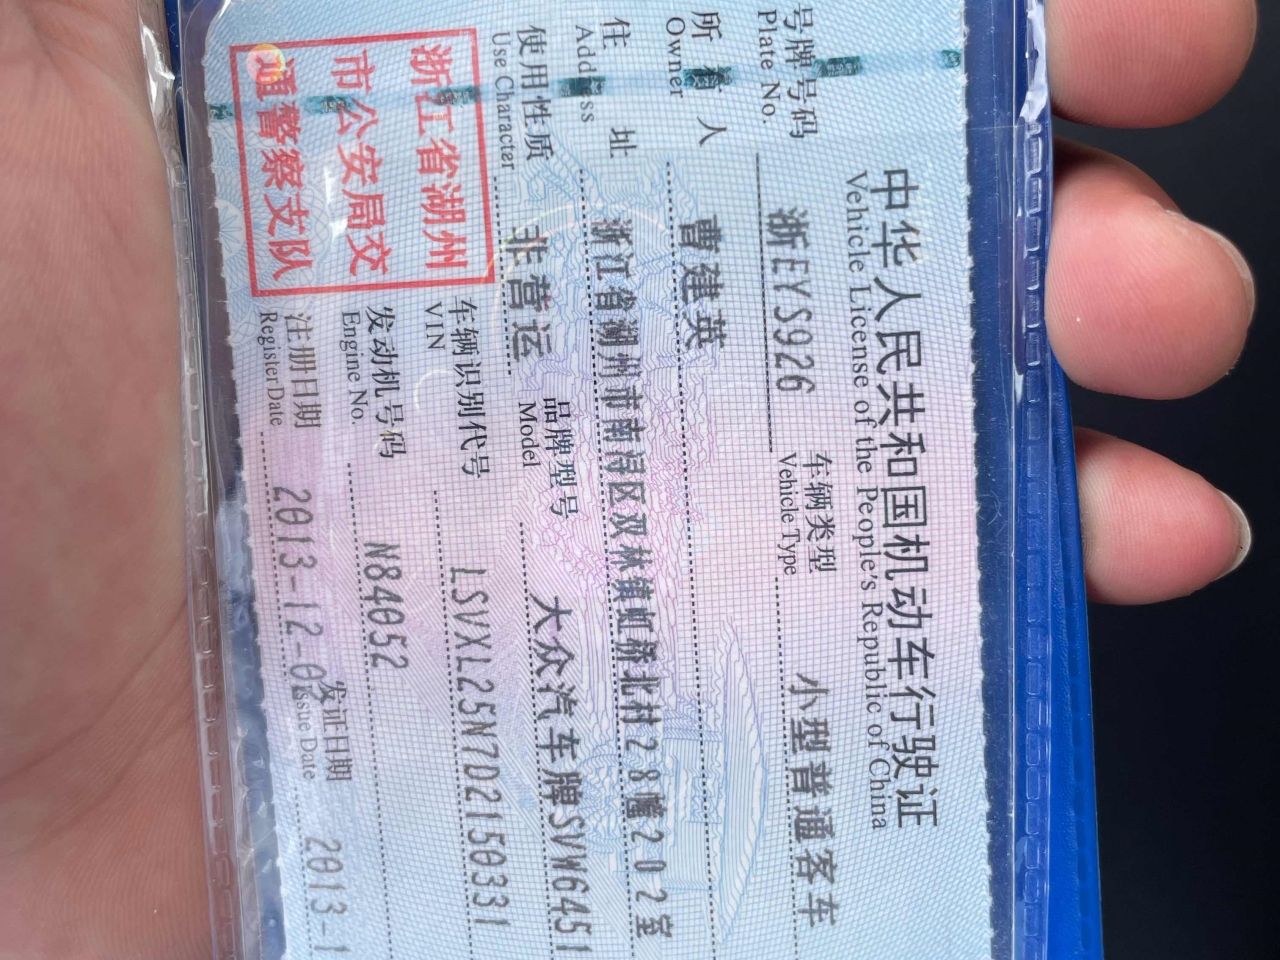 中华人民共和国机动车行驶证
Vehicle License of the People's Republic of China
号牌号码 浙EYS926 车辆类型 小型普通客车
Plate No. Vehicle Type
所有人 曹建英
Owner
住址 浙江省湖州市南浔区双林镇虹桥北村28幢202室
Address
使用性质 非营运 品牌型号 大众汽车牌SVW6451
Use Character Model
浙江省湖州
市公安局交
通警察支队
车辆识别代号 LSVXL25N7D2150331
VIN
发动机号码 N84052
Engine No.
注册日期 2013-12-02 发证日期 2013-1
Register Date Issue Date